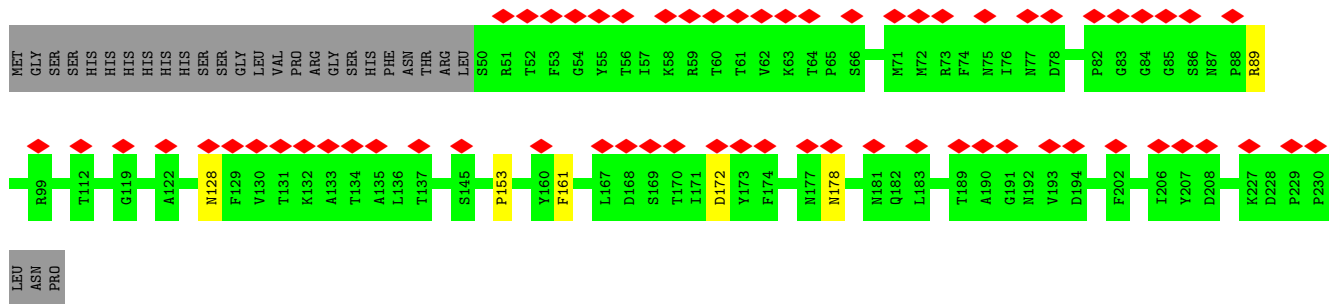 MET GLY SER SER HIS HIS HIS HIS HIS HIS SER SER GLY LEU VAL PRO ARG GLY SER HIS PHE ASN THR ARG LEU S50 R51 T52 F53 G54 Y55 T56 I57 K58 R59 T60 T61 V62 K63 T64 P65 S66 M71 M72 R73 F74 N75 I76 N77 D78 P82 G83 G84 G85 S86 N87 P88 R89
R99 T112 G119 A122 N128 F129 V130 T131 K132 A133 T134 A135 L136 T137 S145 P153 Y160 F161 L167 D168 S169 T170 I171 D172 Y173 F174 N177 N178 N181 Q182 L183 T189 A190 G191 N192 V193 D194 F202 I206 Y207 D208 K227 D228 P229 P230
LEU ASN PRO